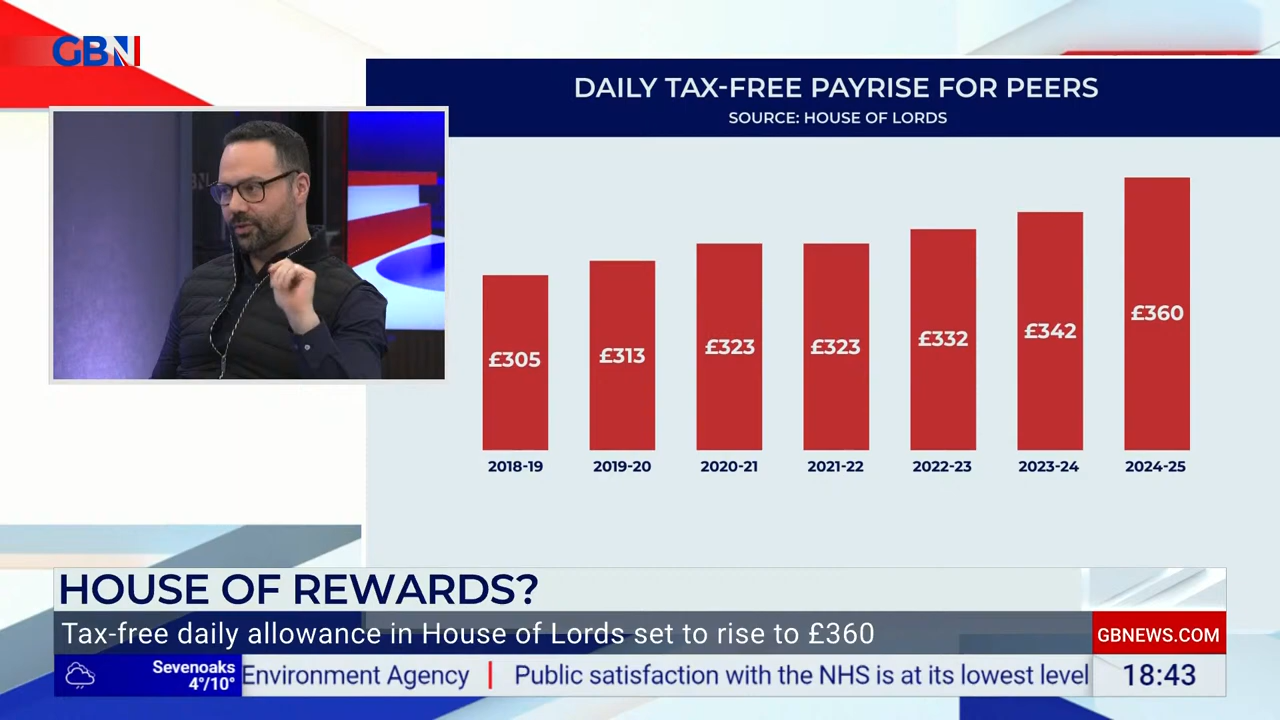 GBN
DAILY TAX-FREE PAYRISE FOR PEERS
SOURCE: HOUSE OF LORDS
£305
£313
£323
£323
£332
£342
£360
2018-19
2019-20
2020-21
2021-22
2022-23
2023-24
2024-25
HOUSE OF REWARDS?
Tax-free daily allowance in House of Lords set to rise to £360
GBNEWS.COM
Sevenoaks
4°/10°
Environment Agency | Public satisfaction with the NHS is at its lowest level
18:43